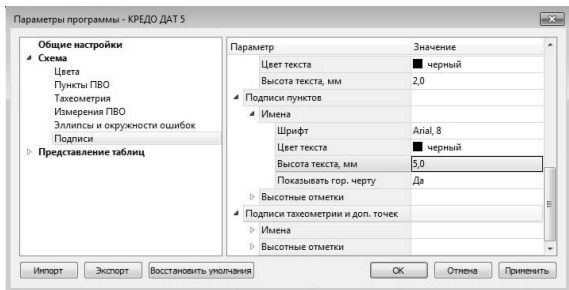 Параметры программы - КРЕДО ДАТ 5
Общие настройки
Схема
Цвета
Пункты ПВО
Тахеометрия
Измерения ПВО
Эллипсы и окружности ошибок
Подписи
Представление таблиц
Параметр Значение
Цвет текста черный
Высота текста, мм 2,0
Подписи пунктов
Имена
Шрифт Arial, 8
Цвет текста черный
Высота текста, мм 5,0
Показывать гор. черту Да
Высотные отметки
Подписи тахеометрии и доп. точек
Имена
Высотные отметки
Импорт Экспорт Восстановить умолчания OK Отмена Применить